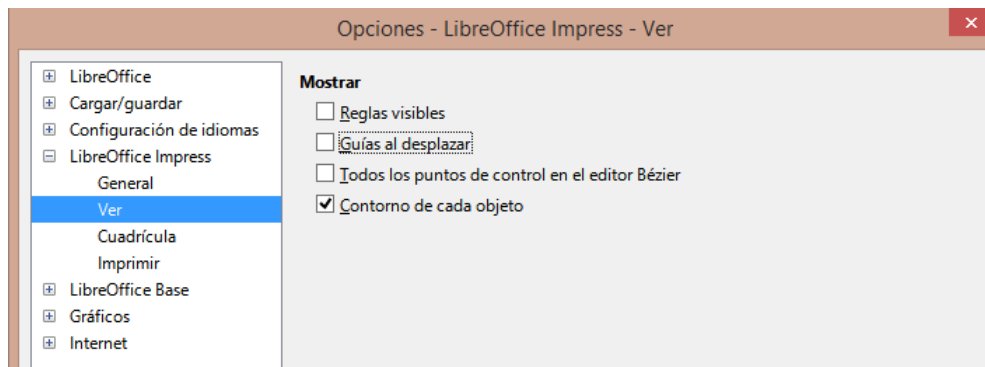 Opciones - LibreOffice Impress - Ver
LibreOffice
Cargar/guardar
Configuración de idiomas
LibreOffice Impress
General
Ver
Cuadrícula
Imprimir
LibreOffice Base
Gráficos
Internet
Mostrar
Reglas visibles
Guías al desplazar
Todos los puntos de control en el editor Bézier
Contorno de cada objeto